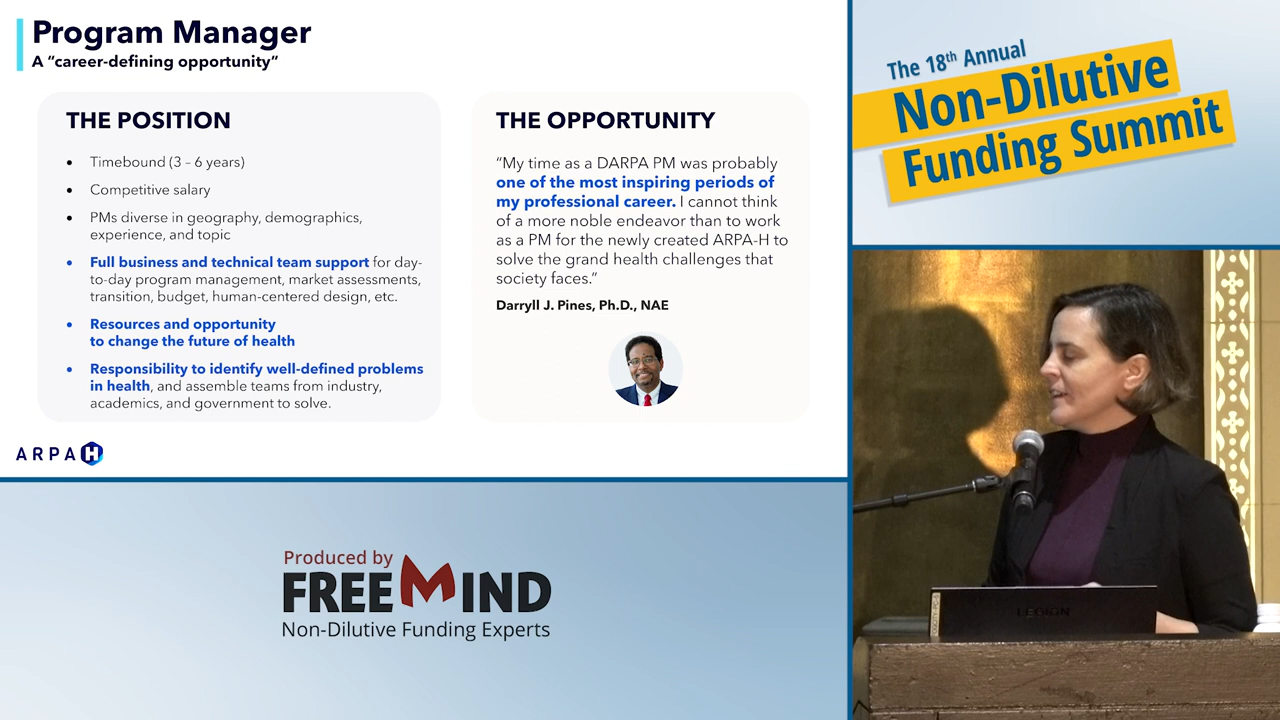 Program Manager
A “career-defining opportunity”
THE POSITION
• Timebound (3 – 6 years)
• Competitive salary
• PMs diverse in geography, demographics,
experience, and topic
• Full business and technical team support for day-
to-day program management, market assessments,
transition, budget, human-centered design, etc.
• Resources and opportunity
to change the future of health
• Responsibility to identify well-defined problems
in health, and assemble teams from industry,
academics, and government to solve.
THE OPPORTUNITY
“My time as a DARPA PM was probably
one of the most inspiring periods of
my professional career. I cannot think
of a more noble endeavor than to work
as a PM for the newly created ARPA-H to
solve the grand health challenges that
society faces.”
Darryll J. Pines, Ph.D., NAE
ARPA H
The 18th Annual
Non-Dilutive
Funding Summit
Produced by
FREEMIND
Non-Dilutive Funding Experts
LEGION